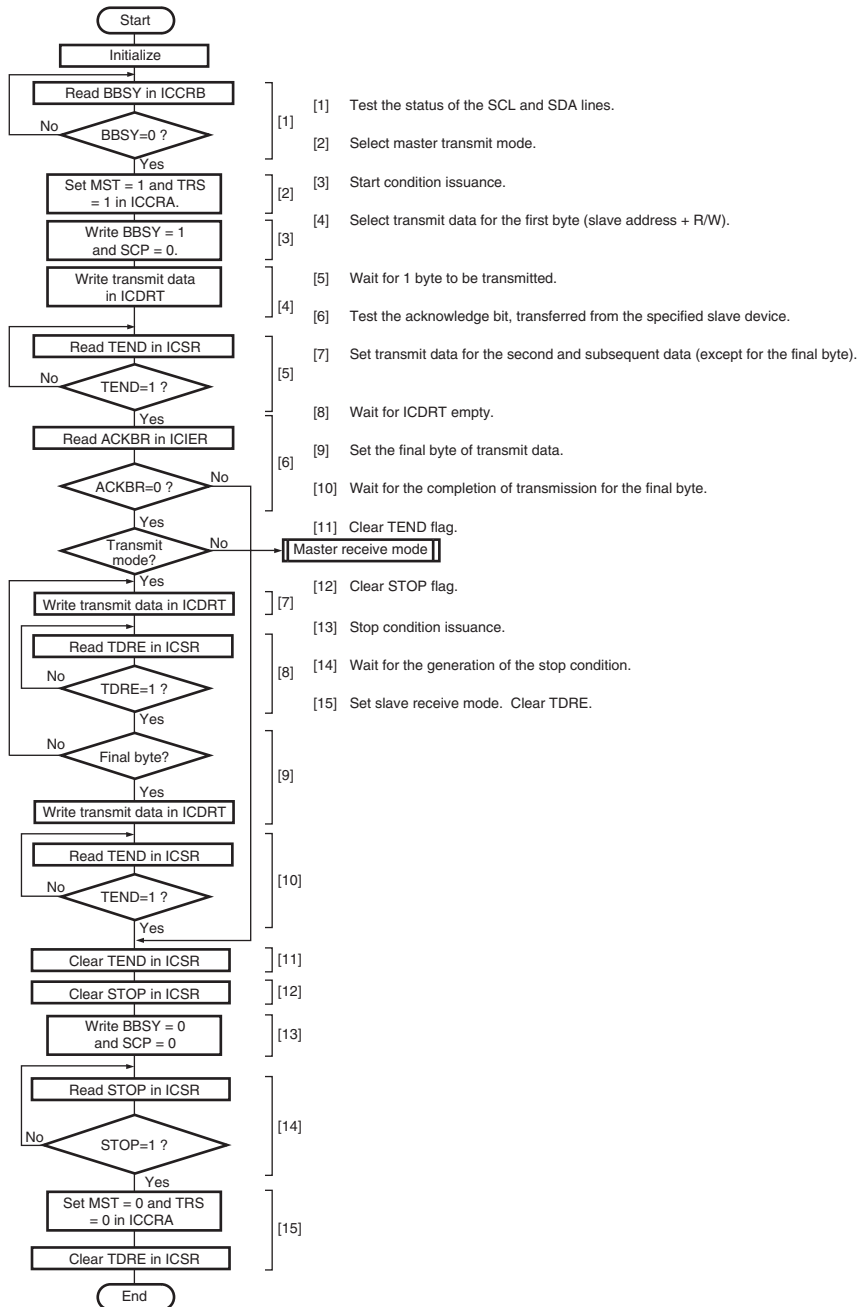 Start
Initialize
Read BBSY in ICCRB
No
BBSY=0 ?
[1]
Yes
Set MST = 1 and TRS
= 1 in ICCRA.
[2]
Write BBSY = 1
and SCP = 0.
[3]
Write transmit data
in ICDRT
[4]
Read TEND in ICSR
No
TEND=1 ?
[5]
Yes
Read ACKBR in ICIER
[6]
No
ACKBR=0 ?
Yes
Transmit
mode?
No
Master receive mode
Yes
Write transmit data in ICDRT
[7]
Read TDRE in ICSR
No
TDRE=1 ?
[8]
Yes
No
Final byte?
[9]
Yes
Write transmit data in ICDRT
Read TEND in ICSR
No
TEND=1 ?
[10]
Yes
Clear TEND in ICSR
[11]
Clear STOP in ICSR
[12]
Write BBSY = 0
and SCP = 0
[13]
Read STOP in ICSR
No
STOP=1 ?
[14]
Yes
Set MST = 0 and TRS
= 0 in ICCRA
[15]
Clear TDRE in ICSR
End
[1] Test the status of the SCL and SDA lines.
[2] Select master transmit mode.
[3] Start condition issuance.
[4] Select transmit data for the first byte (slave address + R/W).
[5] Wait for 1 byte to be transmitted.
[6] Test the acknowledge bit, transferred from the specified slave device.
[7] Set transmit data for the second and subsequent data (except for the final byte).
[8] Wait for ICDRT empty.
[9] Set the final byte of transmit data.
[10] Wait for the completion of transmission for the final byte.
[11] Clear TEND flag.
[12] Clear STOP flag.
[13] Stop condition issuance.
[14] Wait for the generation of the stop condition.
[15] Set slave receive mode. Clear TDRE.